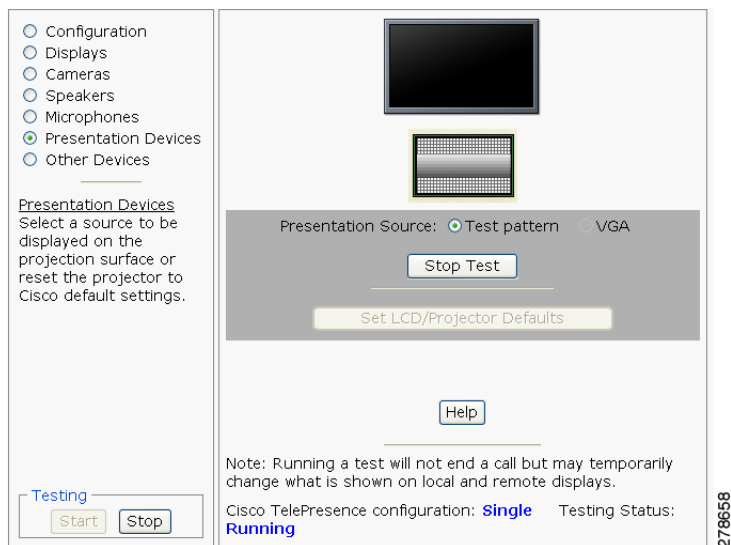 Configuration
Displays
Cameras
Speakers
Microphones
Presentation Devices
Other Devices
Presentation Devices
Select a source to be
displayed on the
projection surface or
reset the projector to
Cisco default settings.
Testing
Start Stop
Presentation Source: Test pattern VGA
Stop Test
Set LCD/Projector Defaults
Help
Note: Running a test will not end a call but may temporarily
change what is shown on local and remote displays.
Cisco TelePresence configuration: Single Testing Status:
Running
278658